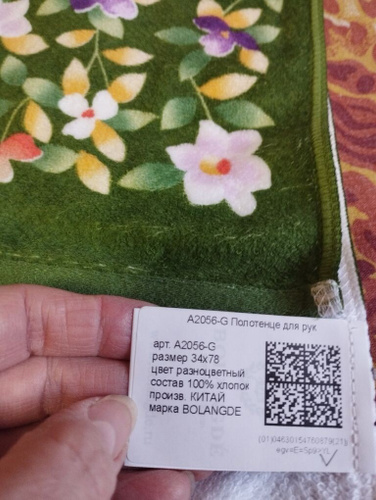 A2056-G Полотенце для рук
арт. A2056-G
размер 34x78
цвет разноцветный
состав 100% хлопок
произв. КИТАЙ
марка BOLANGDE